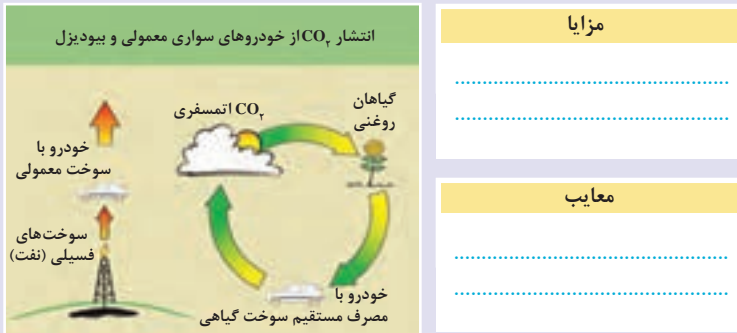 مزایا
................................................
................................................
معایب
................................................
................................................
انتشار CO۲ از خودروهای سواری معمولی و بیودیزل
گیاهان
روغنی
CO۲ اتمسفری
خودرو با
مصرف مستقیم سوخت گیاهی
خودرو با
سوخت معمولی
سوخت‌های
فسیلی (نفت)